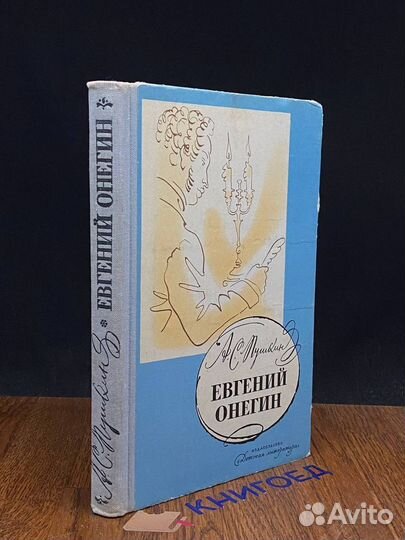 А.С. Пушкин * ЕВГЕНИЙ ОНЕГИН
А.С. Пушкин
ЕВГЕНИЙ
ОНЕГИН
ИЗДАТЕЛЬСТВО
Детская литература
КНИГОЕД
Avito